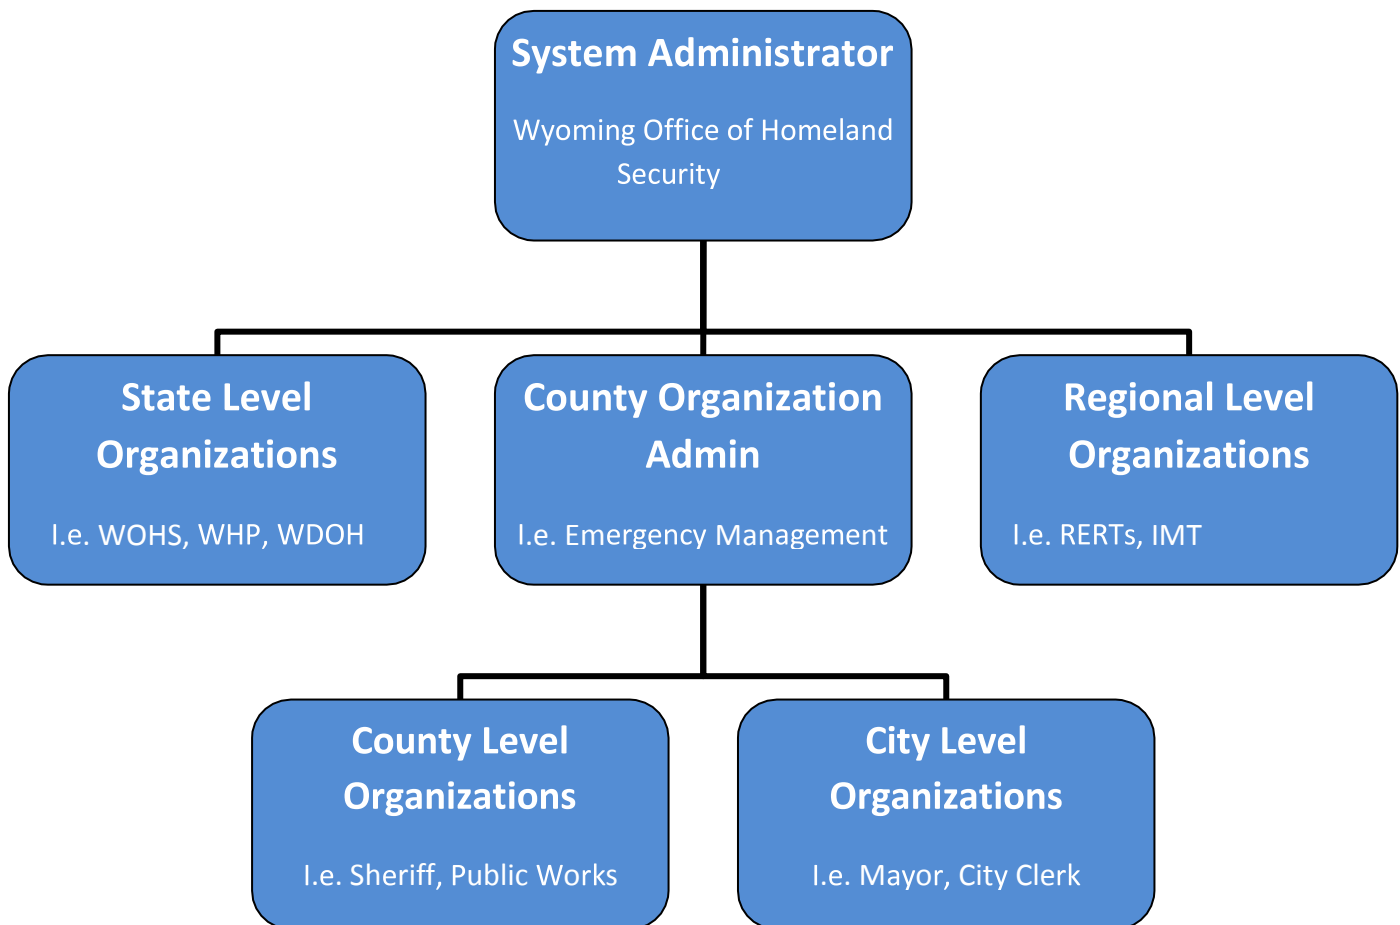 System Administrator
Wyoming Office of Homeland
Security
State Level
Organizations
I.e. WOHS, WHP, WDOH
County Organization
Admin
I.e. Emergency Management
Regional Level
Organizations
I.e. RERTs, IMT
County Level
Organizations
I.e. Sheriff, Public Works
City Level
Organizations
I.e. Mayor, City Clerk